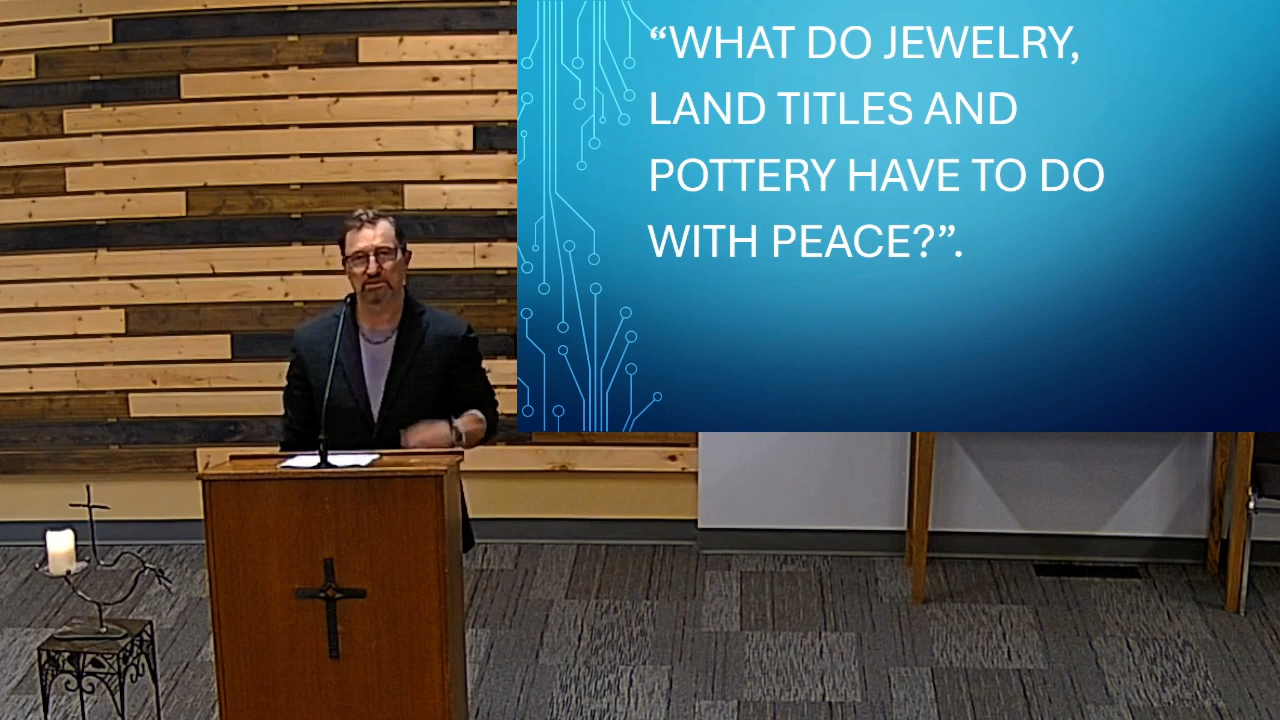 “WHAT DO JEWELRY,
LAND TITLES AND
POTTERY HAVE TO DO
WITH PEACE?”.